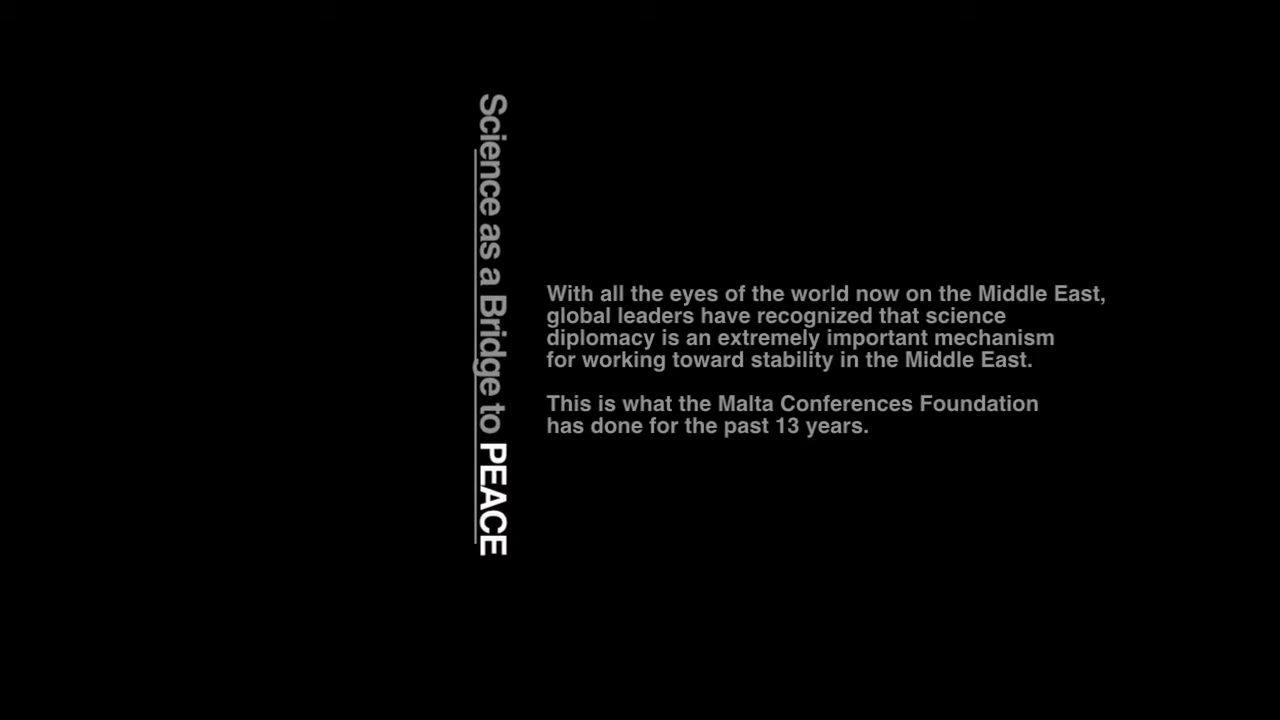 Science as a Bridge to PEACE
With all the eyes of the world now on the Middle East,
global leaders have recognized that science
diplomacy is an extremely important mechanism
for working toward stability in the Middle East.
This is what the Malta Conferences Foundation
has done for the past 13 years.